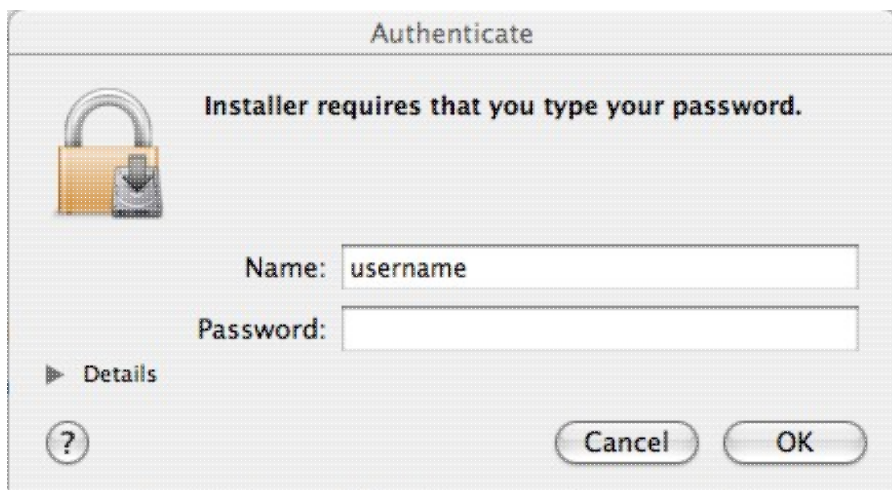 Authenticate
Installer requires that you type your password.
Name: username
Password:
Details
? Cancel OK